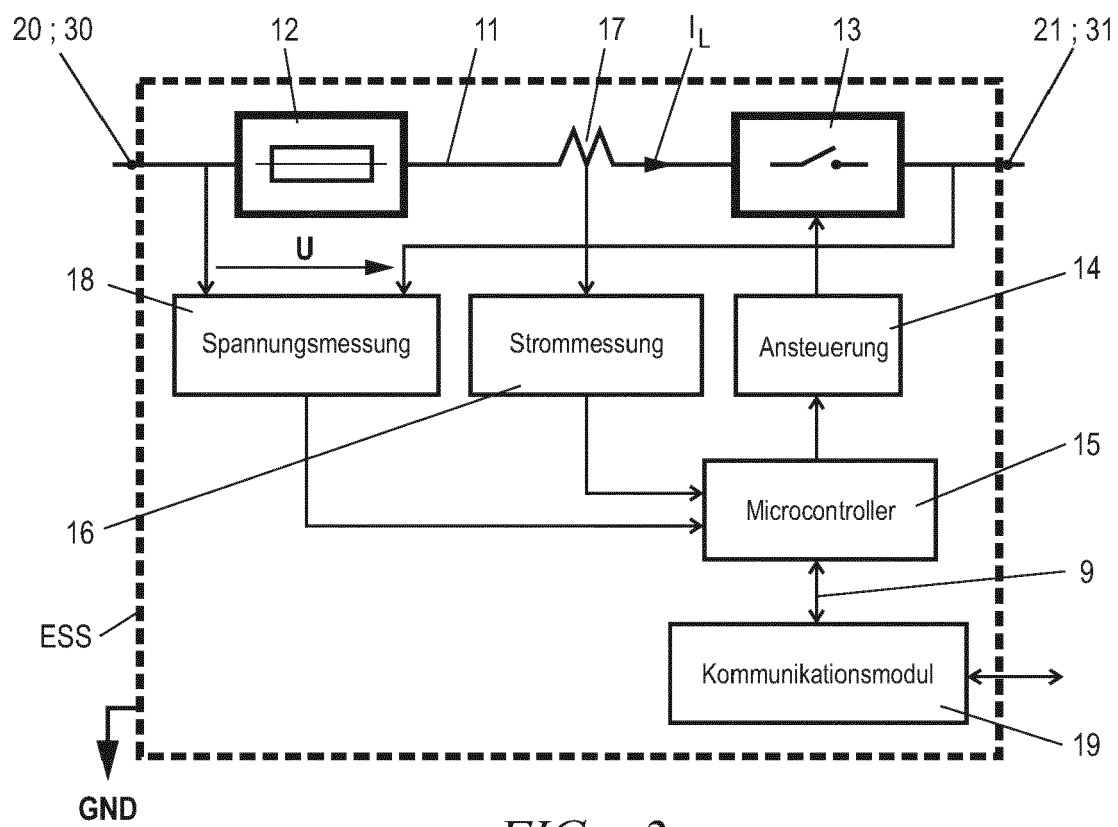 20 ; 30
12
11
17
I_L
13
21 ; 31
U
18
14
Spannungsmessung
Strommessung
Ansteuerung
15
16
Microcontroller
9
ESS
Kommunikationsmodul
19
GND